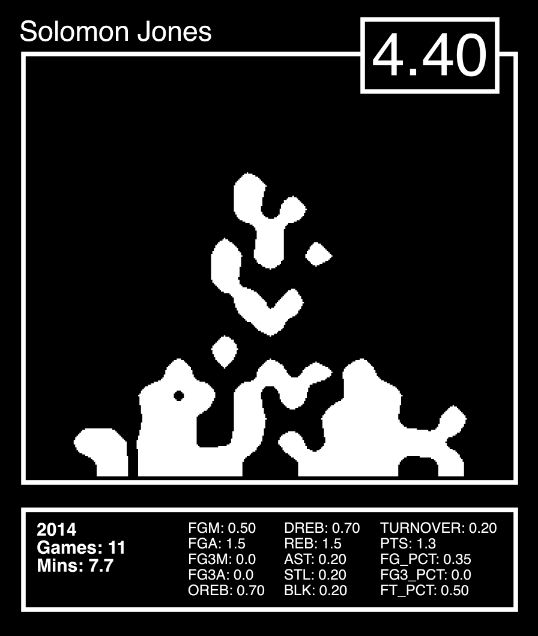 Solomon Jones
4.40
2014
Games: 11
Mins: 7.7
FGM: 0.50
FGA: 1.5
FG3M: 0.0
FG3A: 0.0
OREB: 0.70
DREB: 0.70
REB: 1.5
AST: 0.20
STL: 0.20
BLK: 0.20
TURNOVER: 0.20
PTS: 1.3
FG_PCT: 0.35
FG3_PCT: 0.0
FT_PCT: 0.50